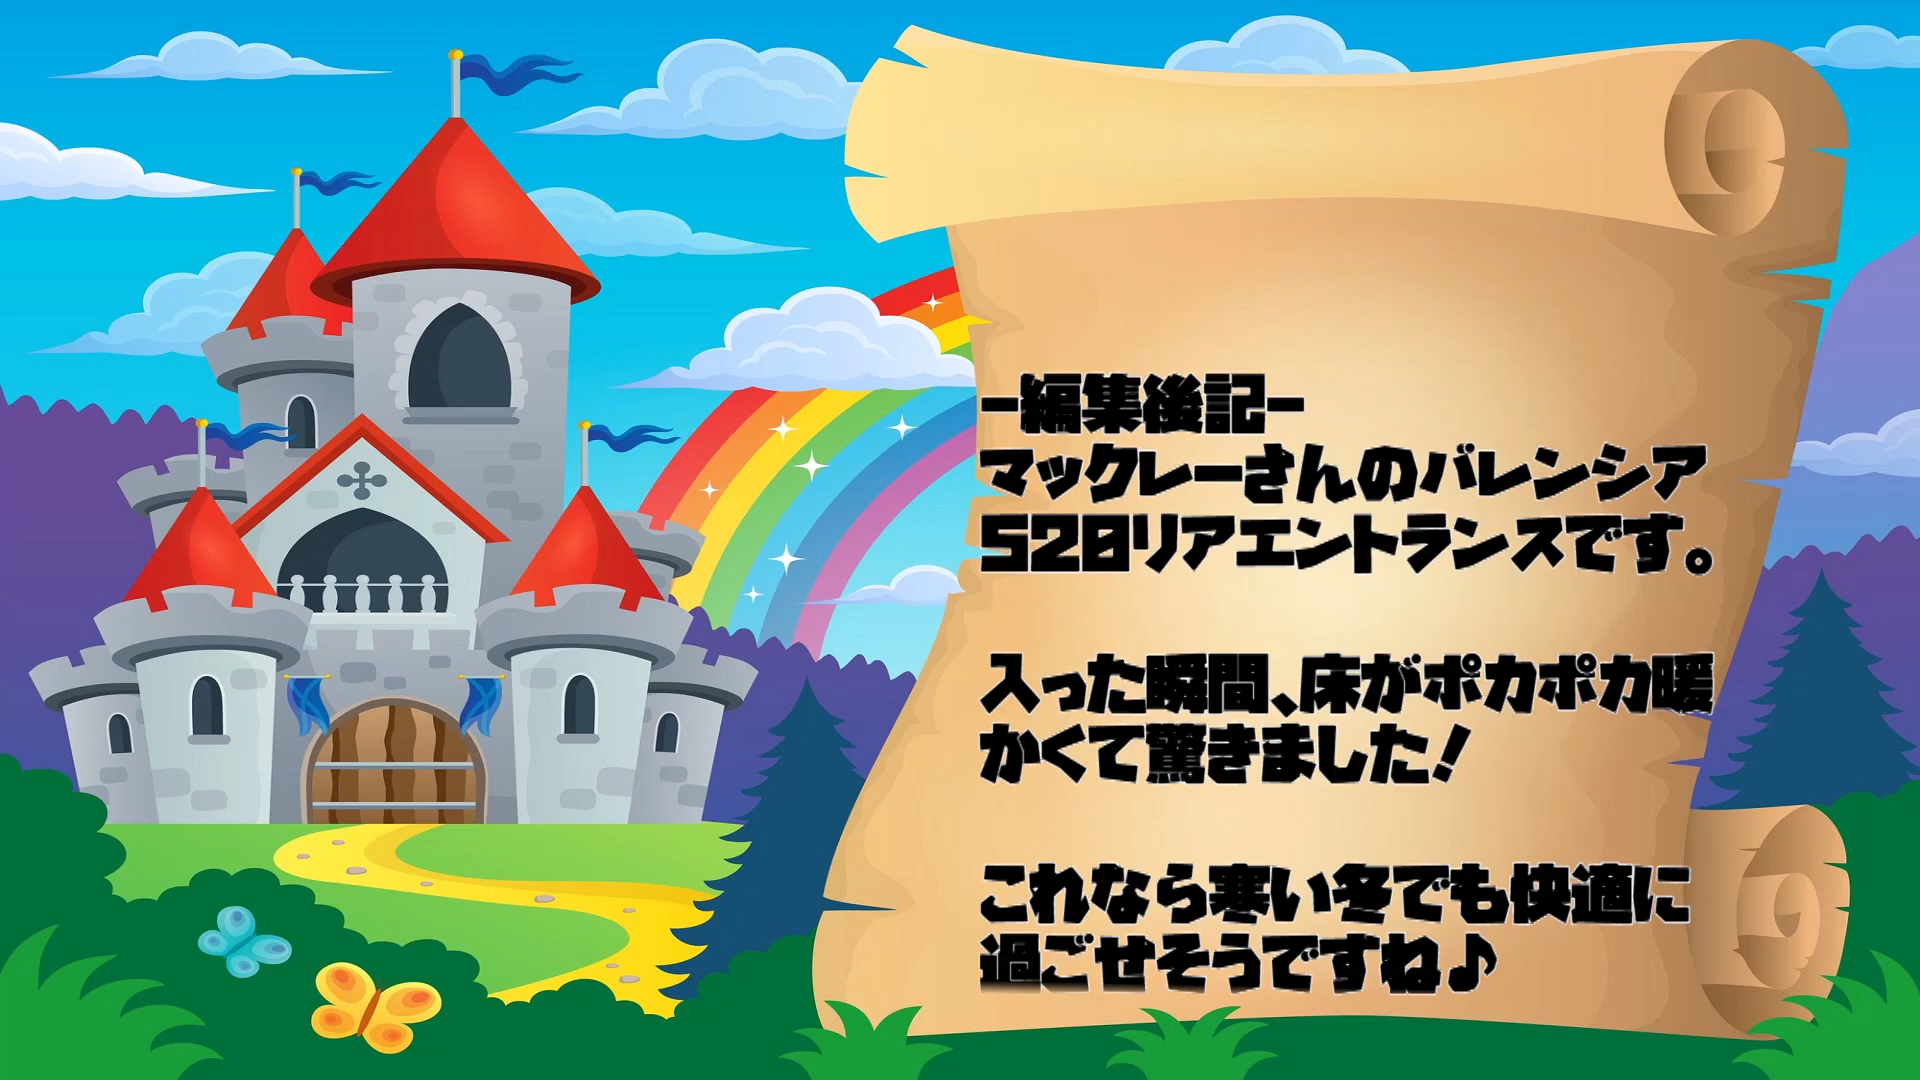 ー編集後記ー
マックレーさんのバレンシア
520リアエントランスです。
入った瞬間、床がポカポカ暖
かくて驚きました!
これなら寒い冬でも快適に
過ごせそうですね♪